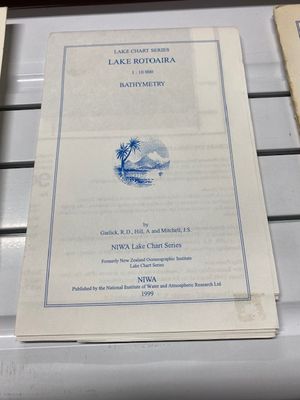 LAKE CHART SERIES
LAKE ROTOAIRA
1 : 10 000
BATHYMETRY
by
Garlick, R.D., Hill, A and Mitchell, J.S.
NIWA Lake Chart Series
Formerly New Zealand Oceanographic Institute
Lake Chart Series
NIWA
Published by the National Institute of Water and Atmospheric Research Ltd
1999